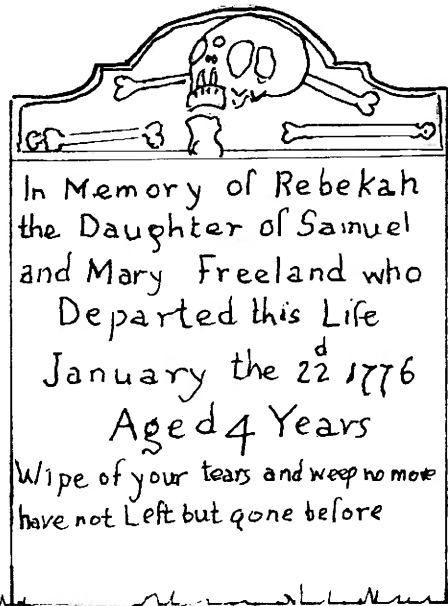 In Memory of Rebekah
the Daughter of Samuel
and Mary Freeland who
Departed this Life
January the 22d 1776
Aged 4 Years
Wipe of your tears and weep no more
have not Left but gone before